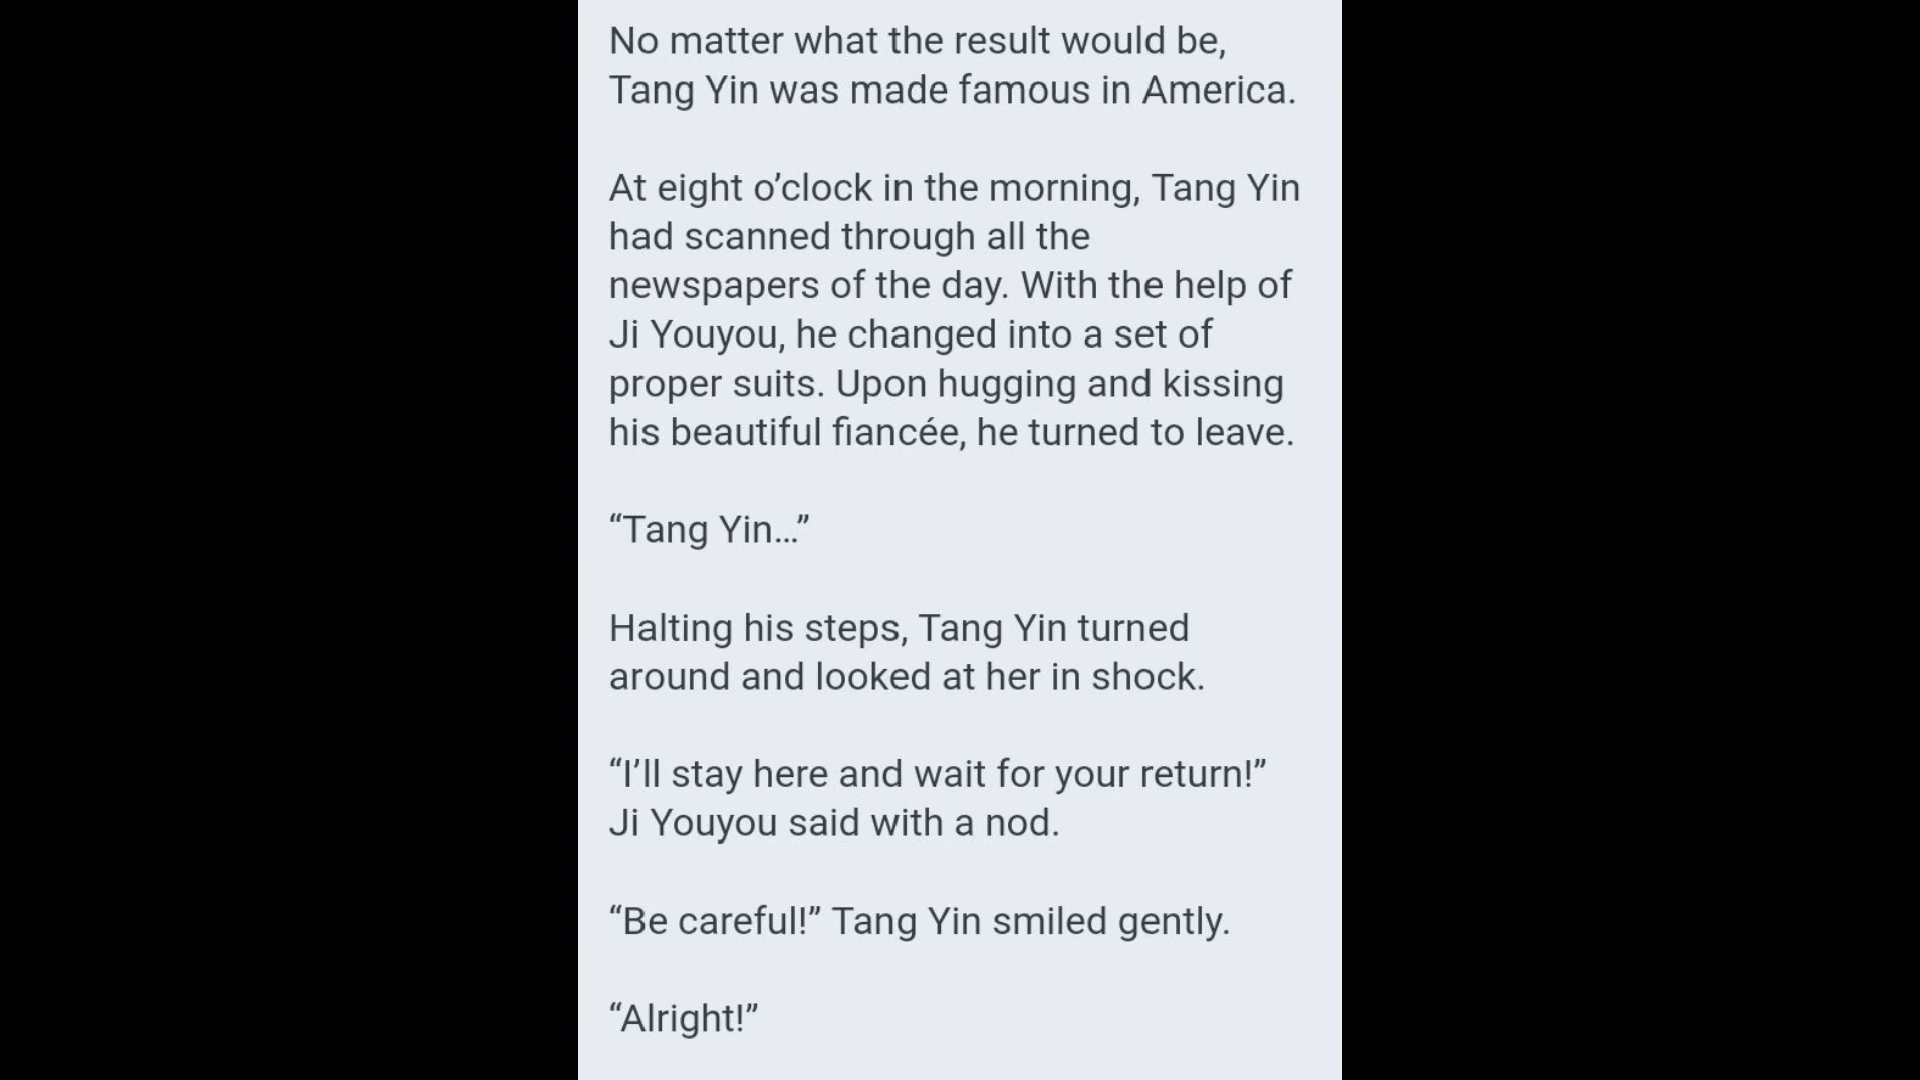 No matter what the result would be,
Tang Yin was made famous in America.
At eight o’clock in the morning, Tang Yin
had scanned through all the
newspapers of the day. With the help of
Ji Youyou, he changed into a set of
proper suits. Upon hugging and kissing
his beautiful fiancée, he turned to leave.
“Tang Yin…”
Halting his steps, Tang Yin turned
around and looked at her in shock.
“I’ll stay here and wait for your return!”
Ji Youyou said with a nod.
“Be careful!” Tang Yin smiled gently.
“Alright!”